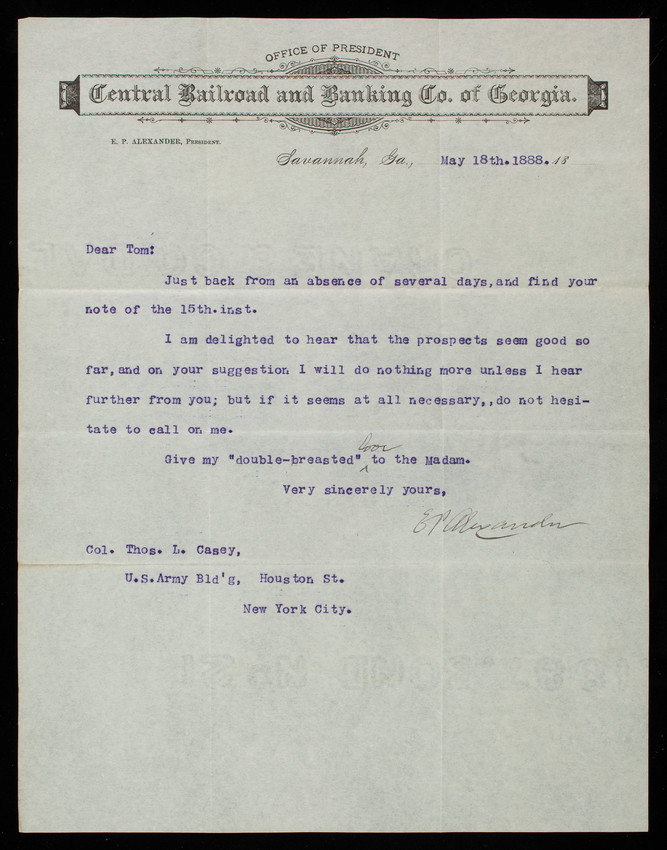 OFFICE OF PRESIDENT
Central Railroad and Banking Co. of Georgia.
E. P. ALEXANDER, PRESIDENT.
Savannah, Ga., May 18th.1888. 18
Dear Tom:
Just back from an absence of several days,and find your
note of the 15th.inst.
I am delighted to hear that the prospects seem good so
far,and on your suggestion I will do nothing more unless I hear
further from you; but if it seems at all necessary,,do not hesi-
tate to call on me.
Give my "double-breasted" ^ love to the Madam.
Very sincerely yours,
E P Alexander
Col. Thos. L. Casey,
U.S.Army Bld'g, Houston St.
New York City.